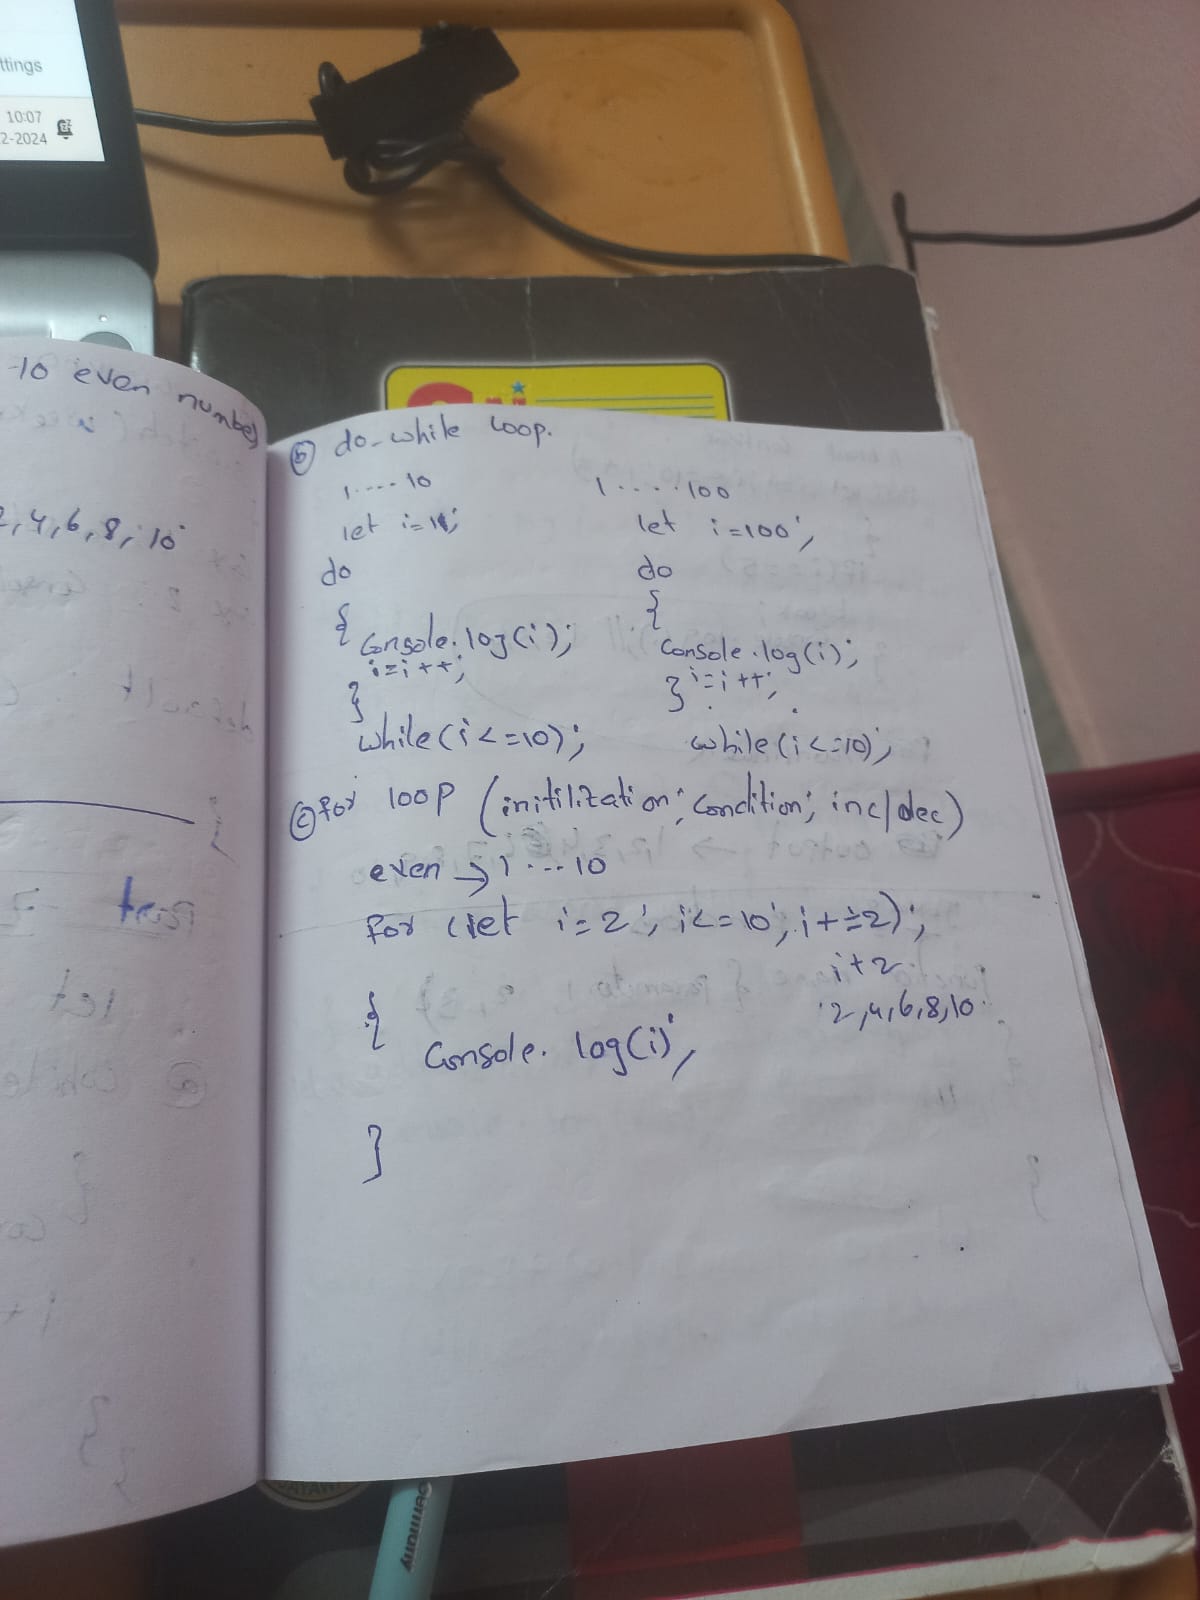 ttings
10:07
2-2024
-10 even number
2, 4, 6, 8, 10
ⓑ do-while loop.
1 .... 10
let i=1;
do
{
Console.log(i);
i=i++;
}
while(i<=10);
1 ..... 100
let i=100;
do
{
Console.log(i);
i=i++;
}
while(i<=10);
ⓒ for loop (initilization; Condition; inc/dec)
even → 1 ... 10
for (let i=2; i<=10; i+=2);
i+2
2,4,6,8,10
{
Console. log(i);
}
Germany